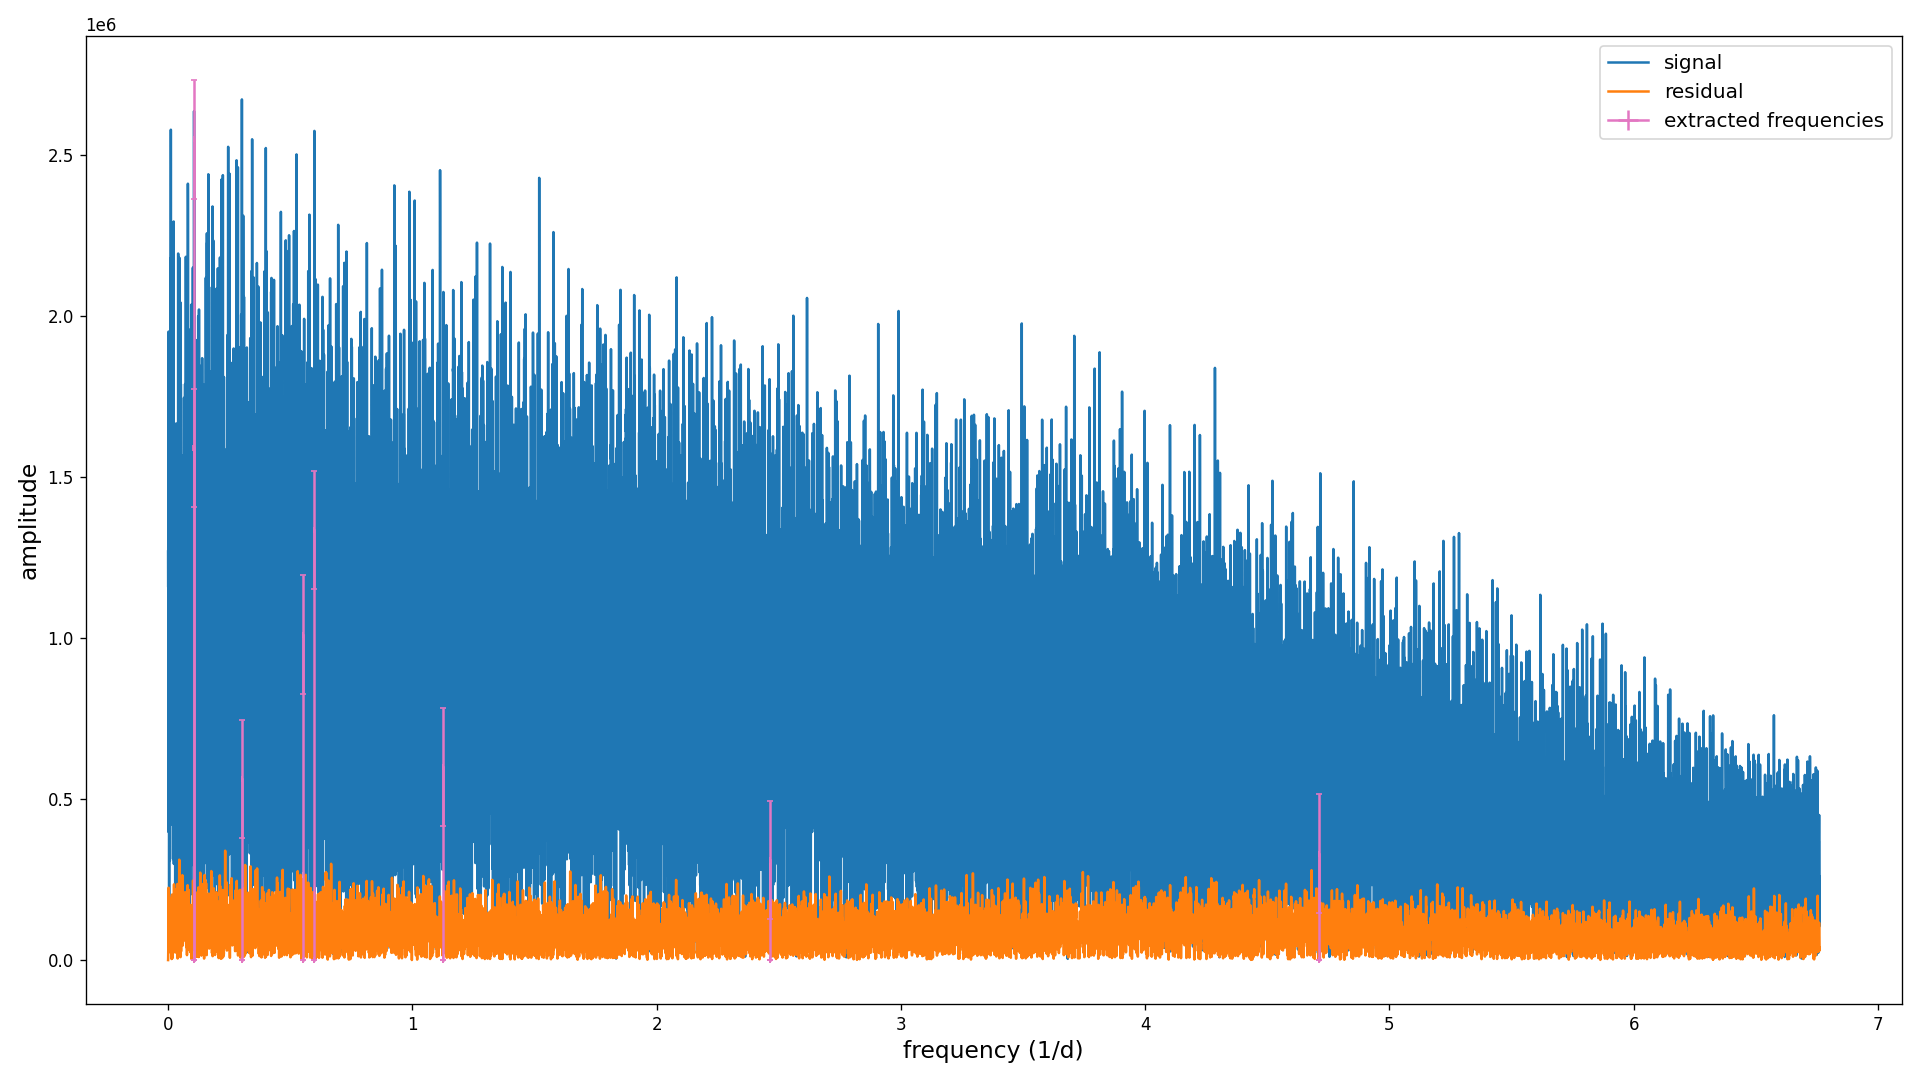 1e6
signal
residual
extracted frequencies
2.5
2.0
1.5
1.0
0.5
0.0
amplitude
0 1 2 3 4 5 6 7
frequency (1/d)